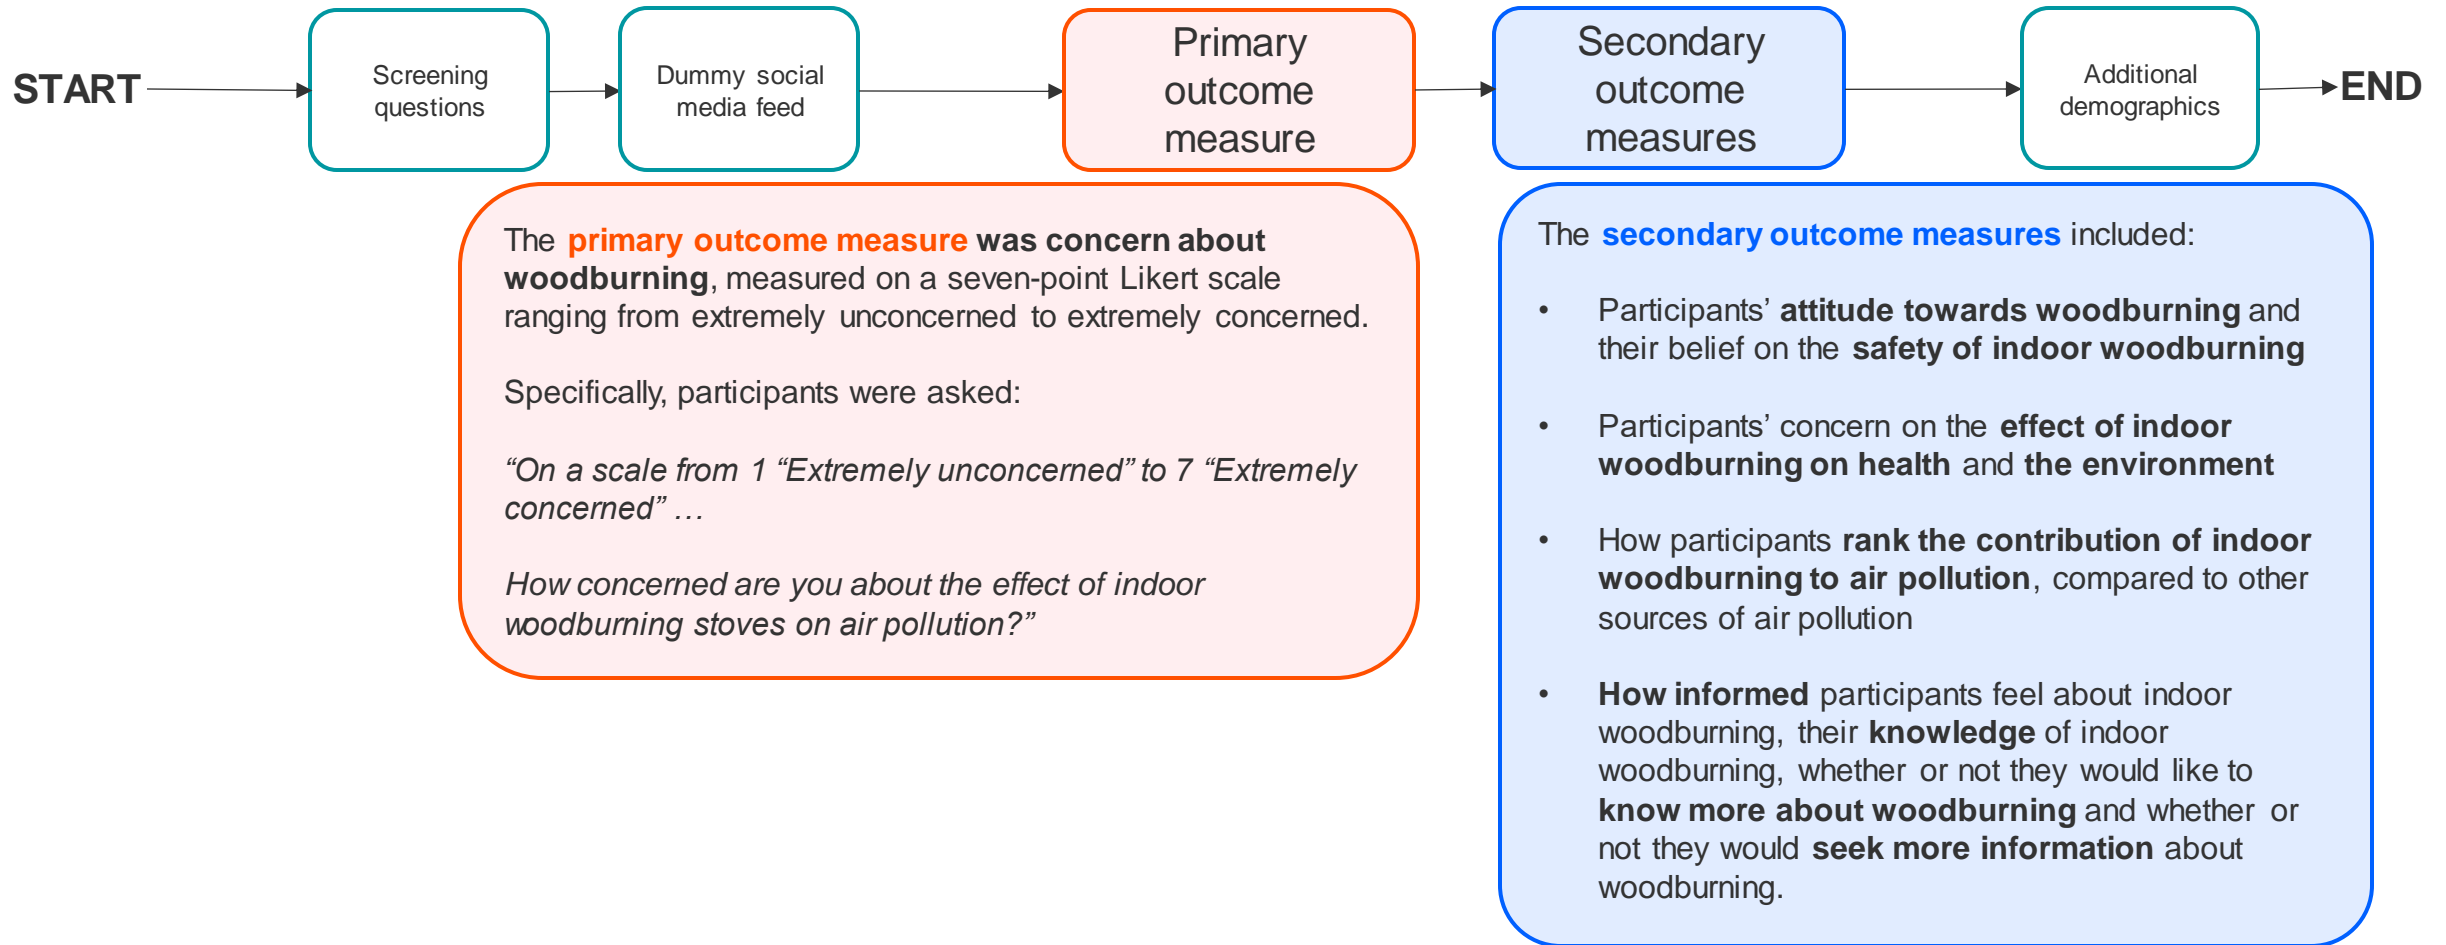 START
Screening
questions
Dummy social
media feed
Primary
outcome
measure
Secondary
outcome
measures
Additional
demographics
END
The primary outcome measure was concern about
woodburning, measured on a seven-point Likert scale
ranging from extremely unconcerned to extremely concerned.
Specifically, participants were asked:
“On a scale from 1 “Extremely unconcerned” to 7 “Extremely
concerned” …
How concerned are you about the effect of indoor
woodburning stoves on air pollution?”
The secondary outcome measures included:
• Participants’ attitude towards woodburning and
their belief on the safety of indoor woodburning
• Participants’ concern on the effect of indoor
woodburning on health and the environment
• How participants rank the contribution of indoor
woodburning to air pollution, compared to other
sources of air pollution
• How informed participants feel about indoor
woodburning, their knowledge of indoor
woodburning, whether or not they would like to
know more about woodburning and whether or
not they would seek more information about
woodburning.